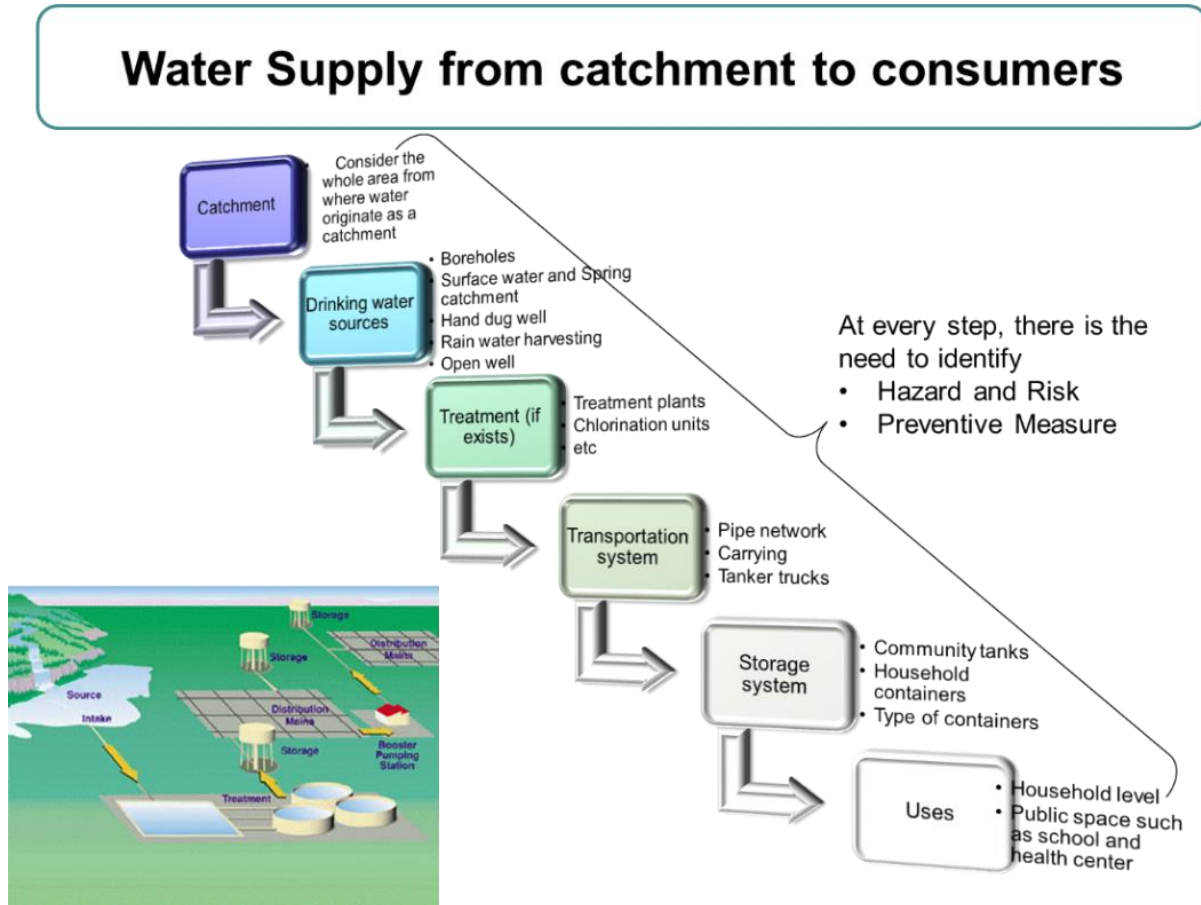 Water Supply from catchment to consumers
Catchment
• Consider the
whole area from
where water
originate as a
catchment
Drinking water
sources
• Boreholes
• Surface water and Spring
catchment
• Hand dug well
• Rain water harvesting
• Open well
Treatment (if
exists)
• Treatment plants
• Chlorination units
• etc
Transportation
system
• Pipe network
• Carrying
• Tanker trucks
Storage
system
• Community tanks
• Household
containers
• Type of containers
Uses
• Household level
• Public space such
as school and
health center
At every step, there is the
need to identify
• Hazard and Risk
• Preventive Measure
Storage
Distribution
Mains
Storage
Source
Intake
Distribution
Mains
Storage
Booster
Pumping
Station
Treatment